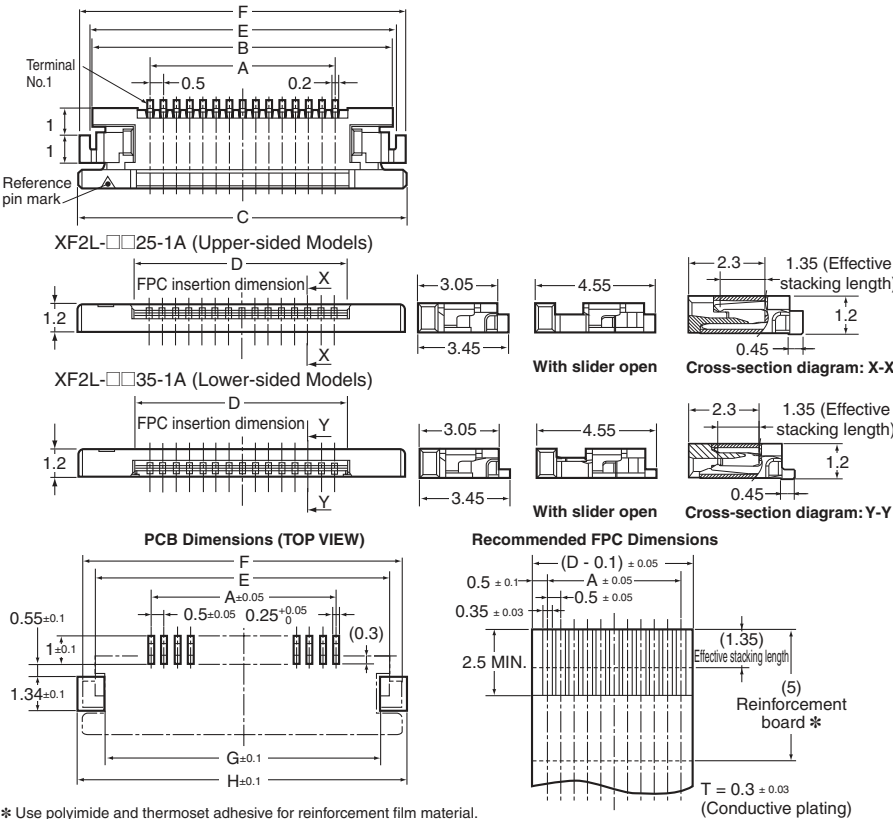 F
E
B
A
Terminal No.1
0.5
0.2
1
1
Reference pin mark
C
XF2L-□□25-1A (Upper-sided Models)
D
FPC insertion dimension
X
X
1.2
3.05
3.45
4.55
With slider open
2.3
1.35 (Effective stacking length)
1.2
0.45
Cross-section diagram: X-X
XF2L-□□35-1A (Lower-sided Models)
D
FPC insertion dimension
Y
Y
1.2
3.05
3.45
4.55
With slider open
2.3
1.35 (Effective stacking length)
1.2
0.45
Cross-section diagram: Y-Y
PCB Dimensions (TOP VIEW)
F
E
A±0.05
0.5±0.05
0.25 +0.05 0
0.55±0.1
1±0.1
(0.3)
1.34±0.1
G±0.1
H±0.1
Recommended FPC Dimensions
(D - 0.1) ± 0.05
0.5 ± 0.1
A ± 0.05
0.5 ± 0.05
0.35 ± 0.03
2.5 MIN.
(1.35)
Effective stacking length
(5)
Reinforcement board ✻
T = 0.3 ± 0.03
(Conductive plating)
✻ Use polyimide and thermoset adhesive for reinforcement film material.